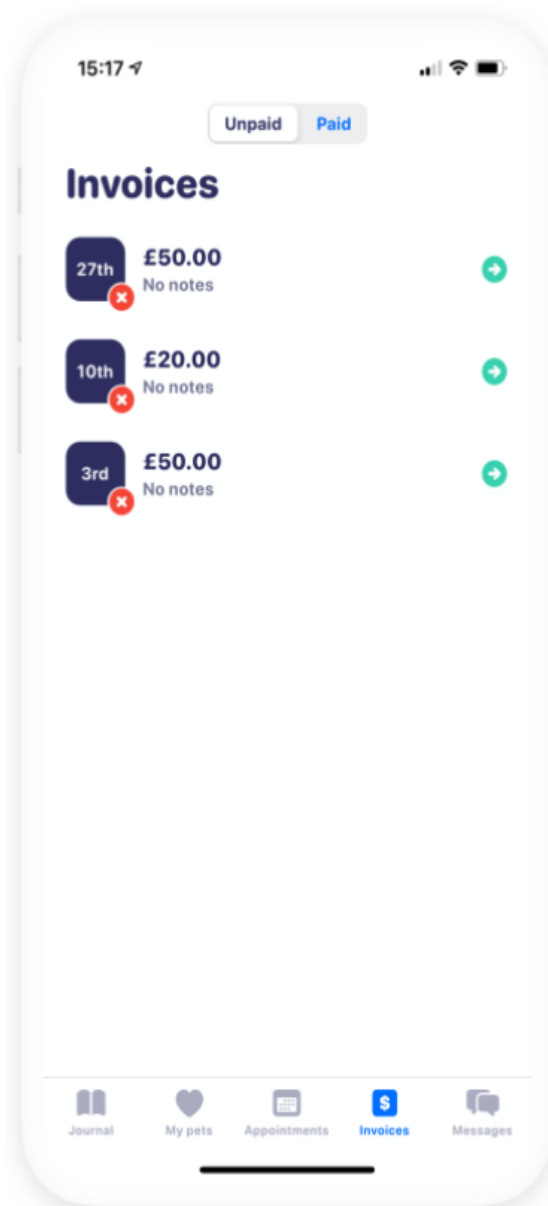 15:17
Unpaid Paid
Invoices
27th £50.00
No notes
10th £20.00
No notes
3rd £50.00
No notes
$
Journal My pets Appointments Invoices Messages